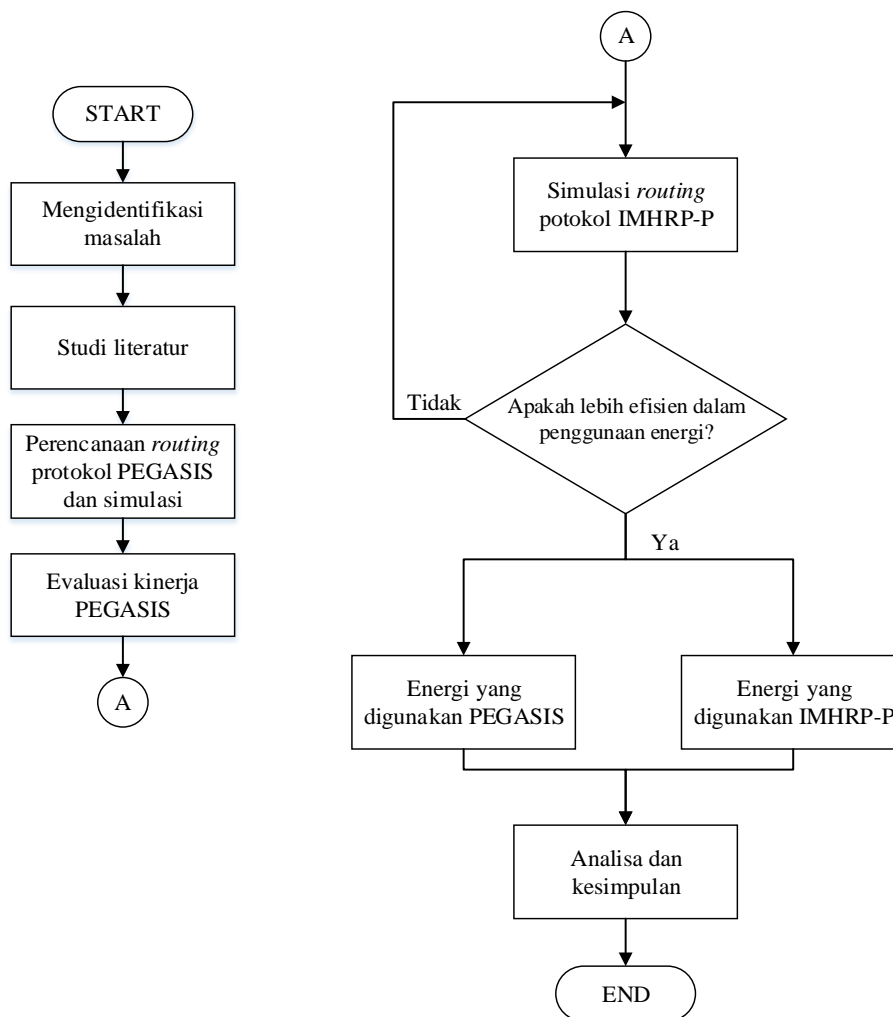 START
Mengidentifikasi
masalah
Studi literatur
Perencanaan routing
protokol PEGASIS
dan simulasi
Evaluasi kinerja
PEGASIS
A
A
Simulasi routing
potokol IMHRP-P
Apakah lebih efisien dalam
penggunaan energi?
Tidak
Ya
Energi yang
digunakan PEGASIS
Energi yang
digunakan IMHRP-P
Analisa dan
kesimpulan
END